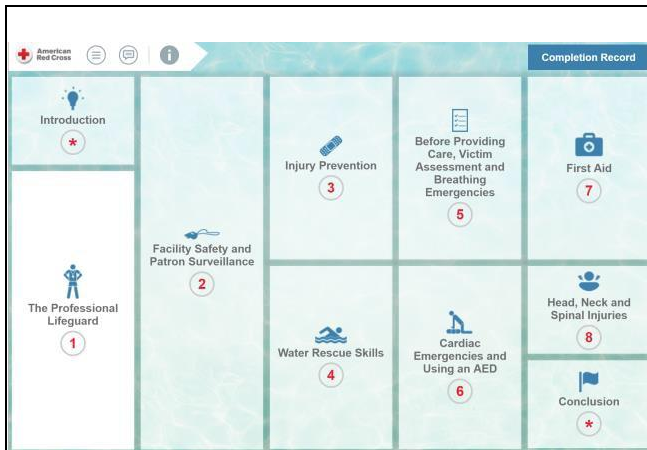 American
Red Cross
Completion Record
Introduction
*
The Professional
Lifeguard
1
Facility Safety and
Patron Surveillance
2
Injury Prevention
3
Water Rescue Skills
4
Before Providing
Care, Victim
Assessment and
Breathing
Emergencies
5
Cardiac
Emergencies and
Using an AED
6
First Aid
7
Head, Neck and
Spinal Injuries
8
Conclusion
*